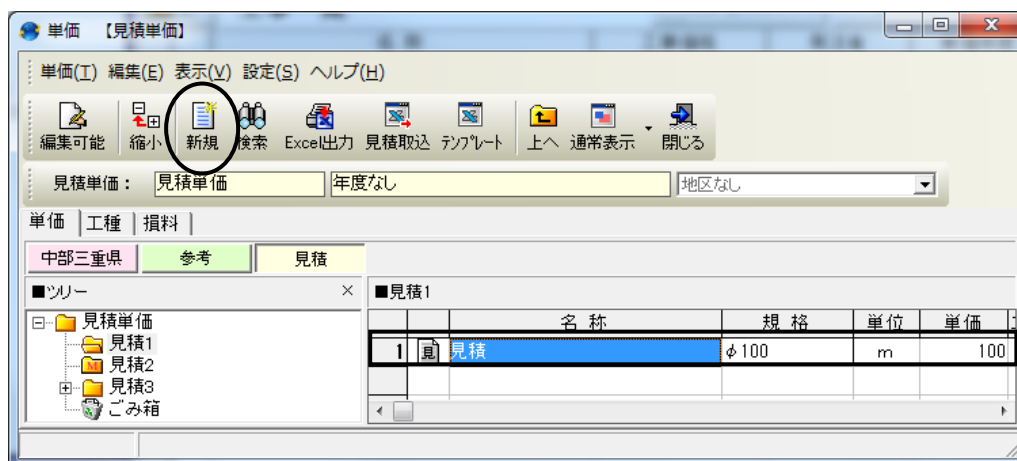 単価 【見積単価】
単価(T) 編集(E) 表示(V) 設定(S) ヘルプ(H)
編集可能 縮小 新規 検索 Excel出力 見積取込 テンプレート 上へ 通常表示 閉じる
見積単価： 見積単価 年度なし 地区なし
単価 工種 損料
中部三重県 参考 見積
■ツリー × ■見積1
名 称 規 格 単位 単価
見積単価
見積1
見積2
見積3
ごみ箱
1 見 見積 φ100 m 100